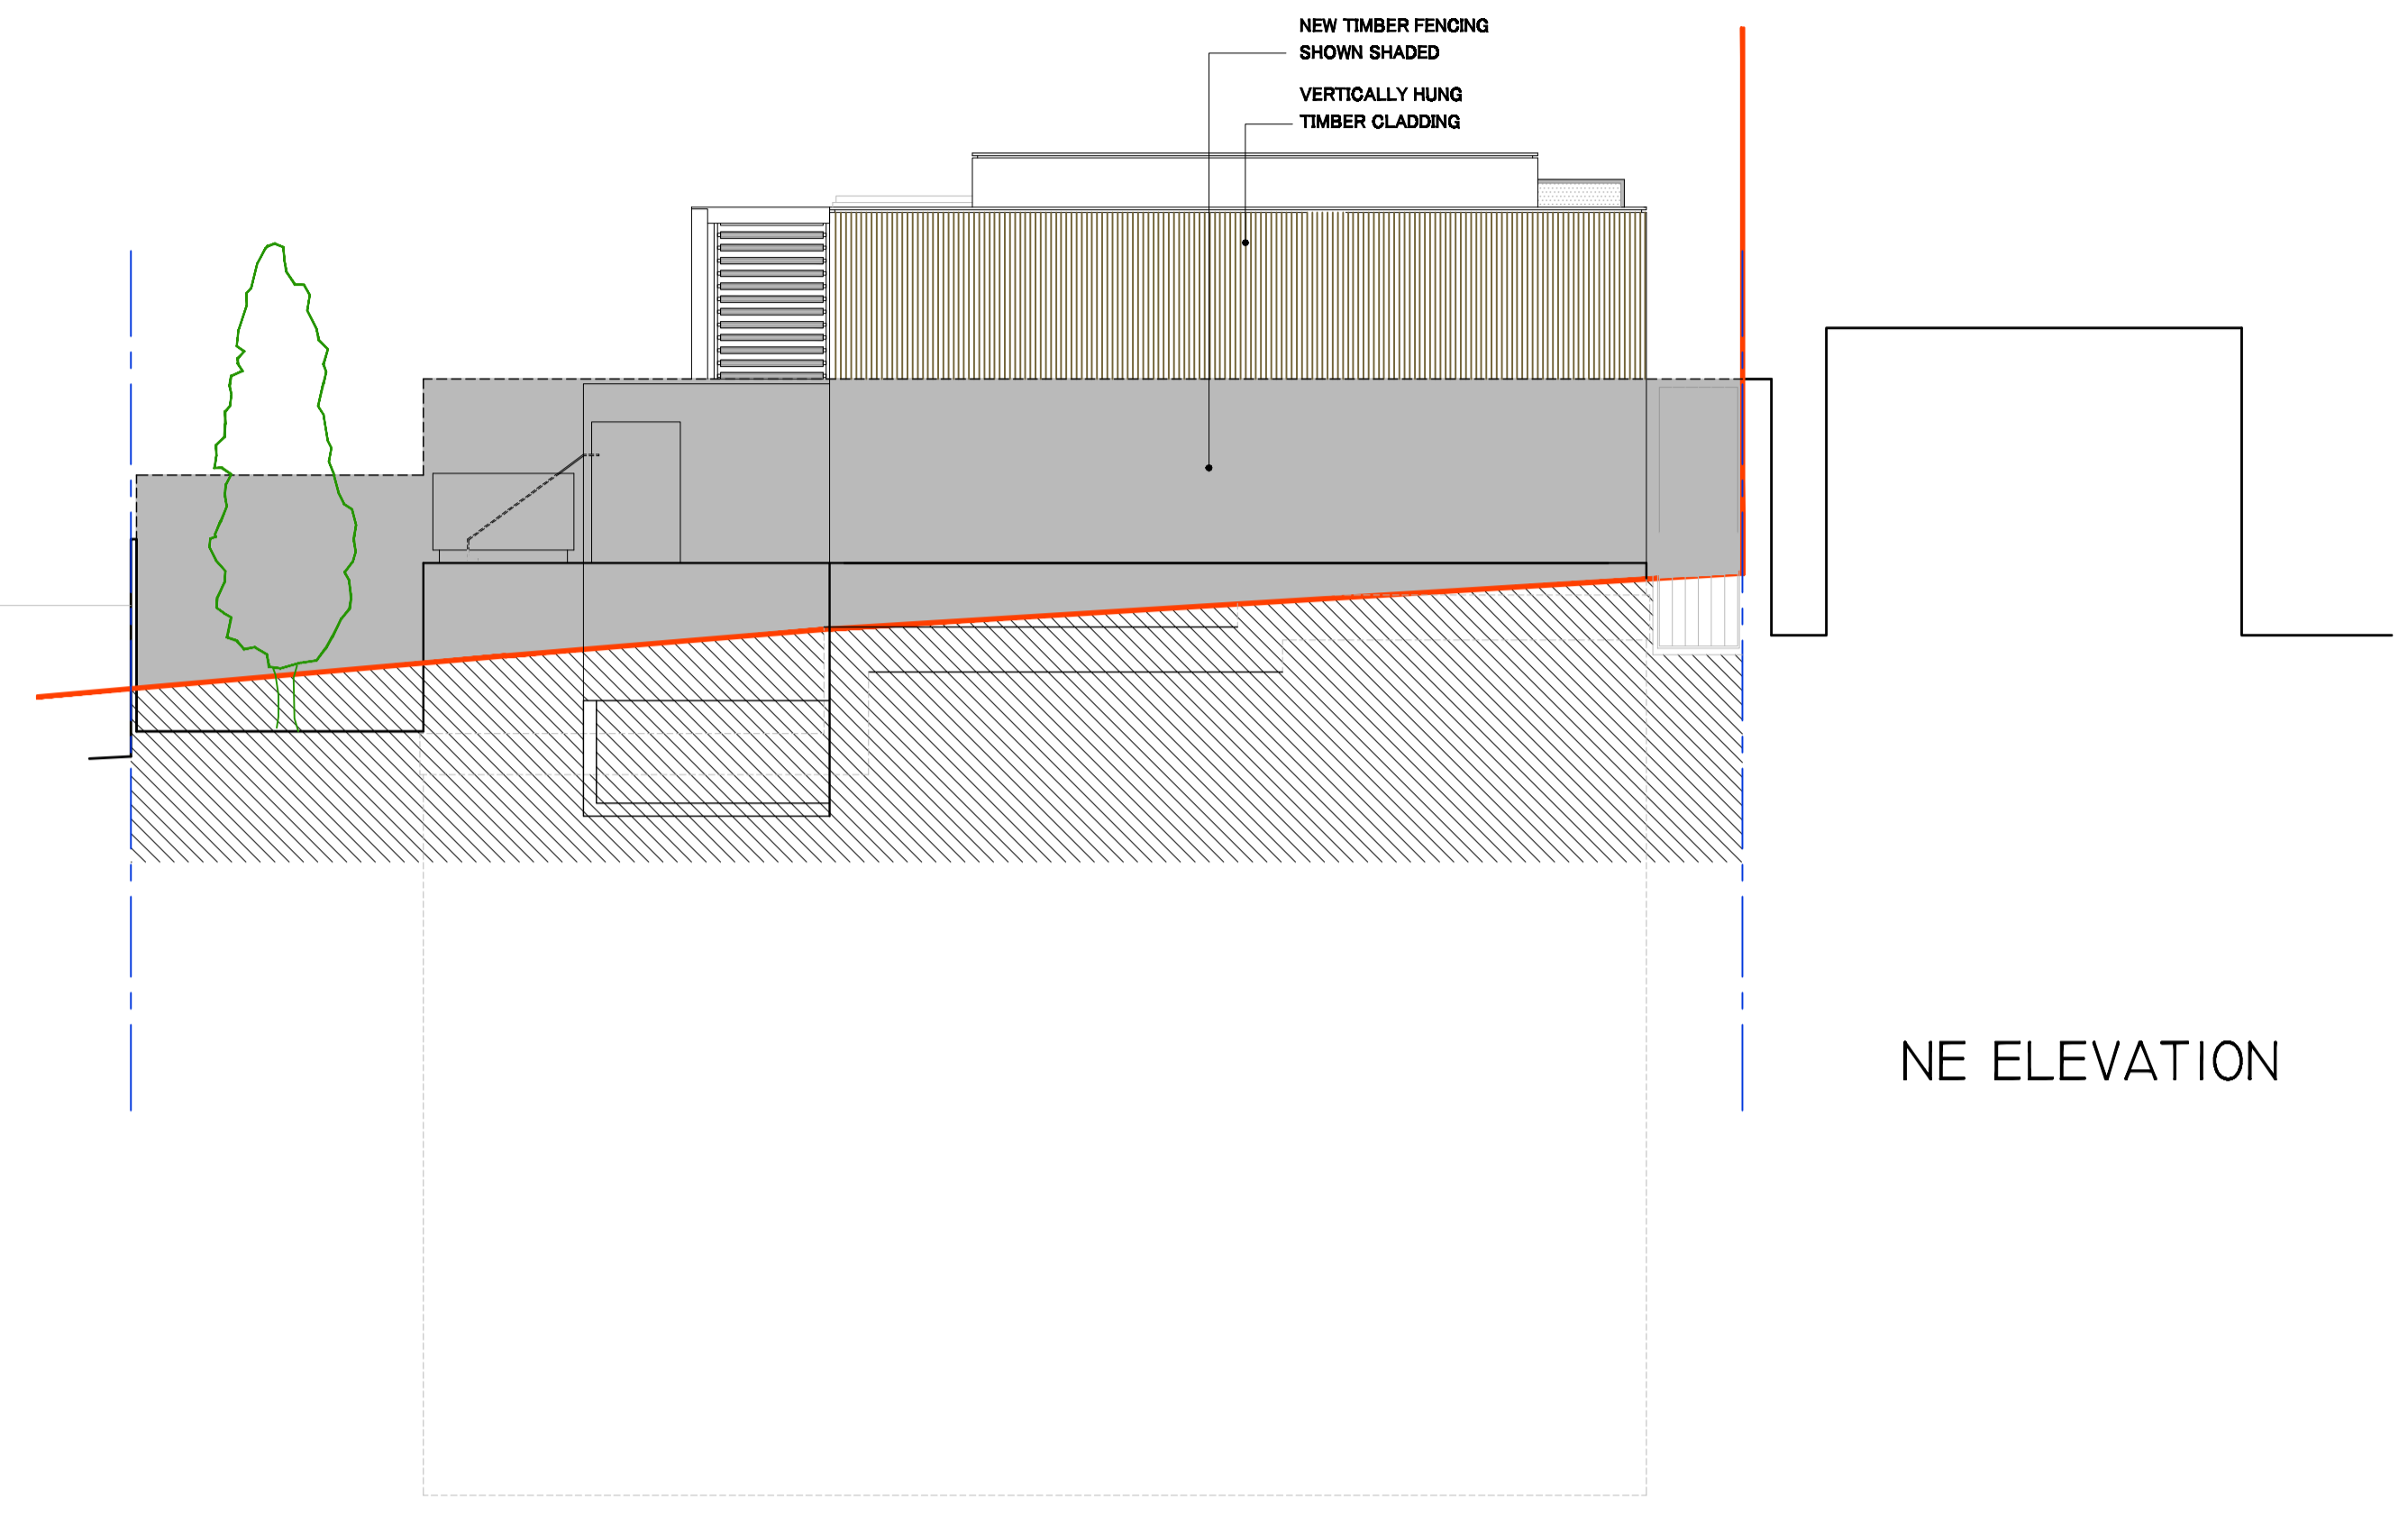 NEW TIMBER FENCING
SHOWN SHADED
VERTICALLY HUNG
TIMBER CLADDING
NE ELEVATION